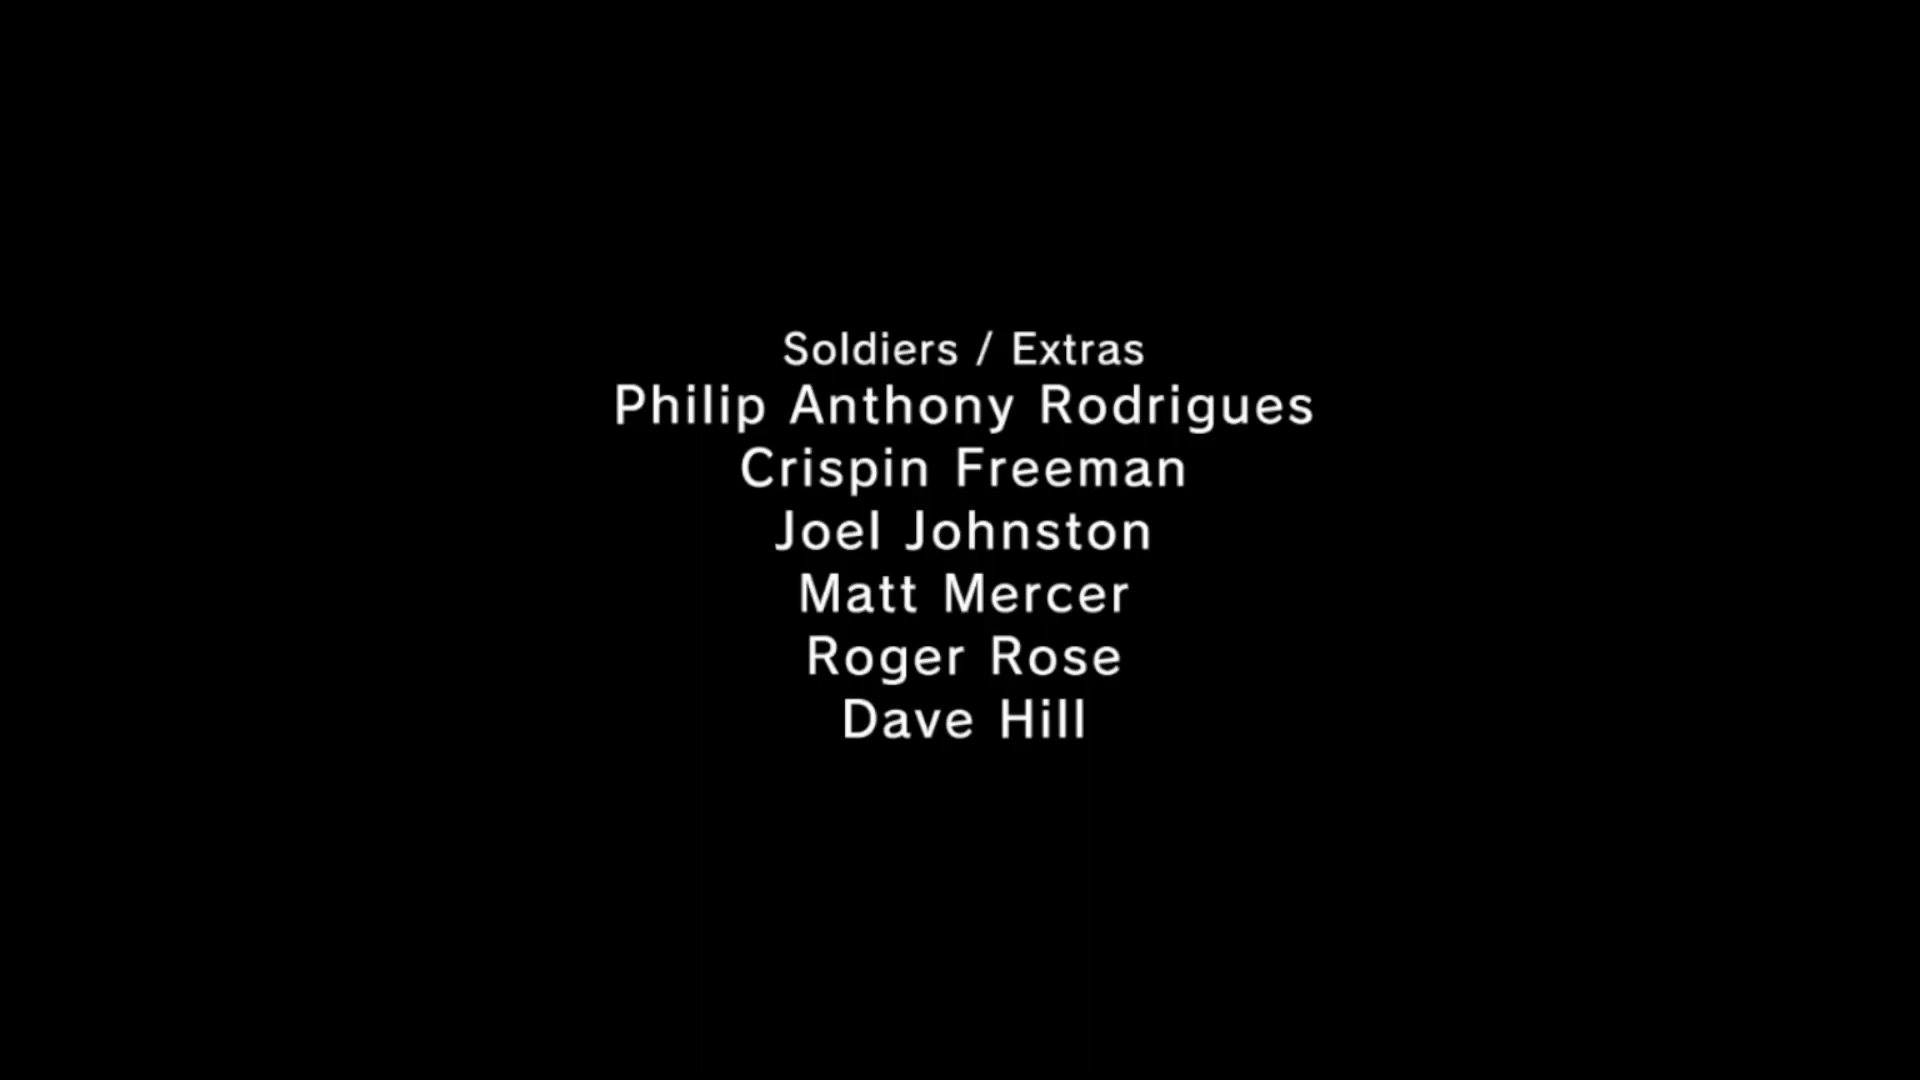 Soldiers / Extras
Philip Anthony Rodrigues
Crispin Freeman
Joel Johnston
Matt Mercer
Roger Rose
Dave Hill